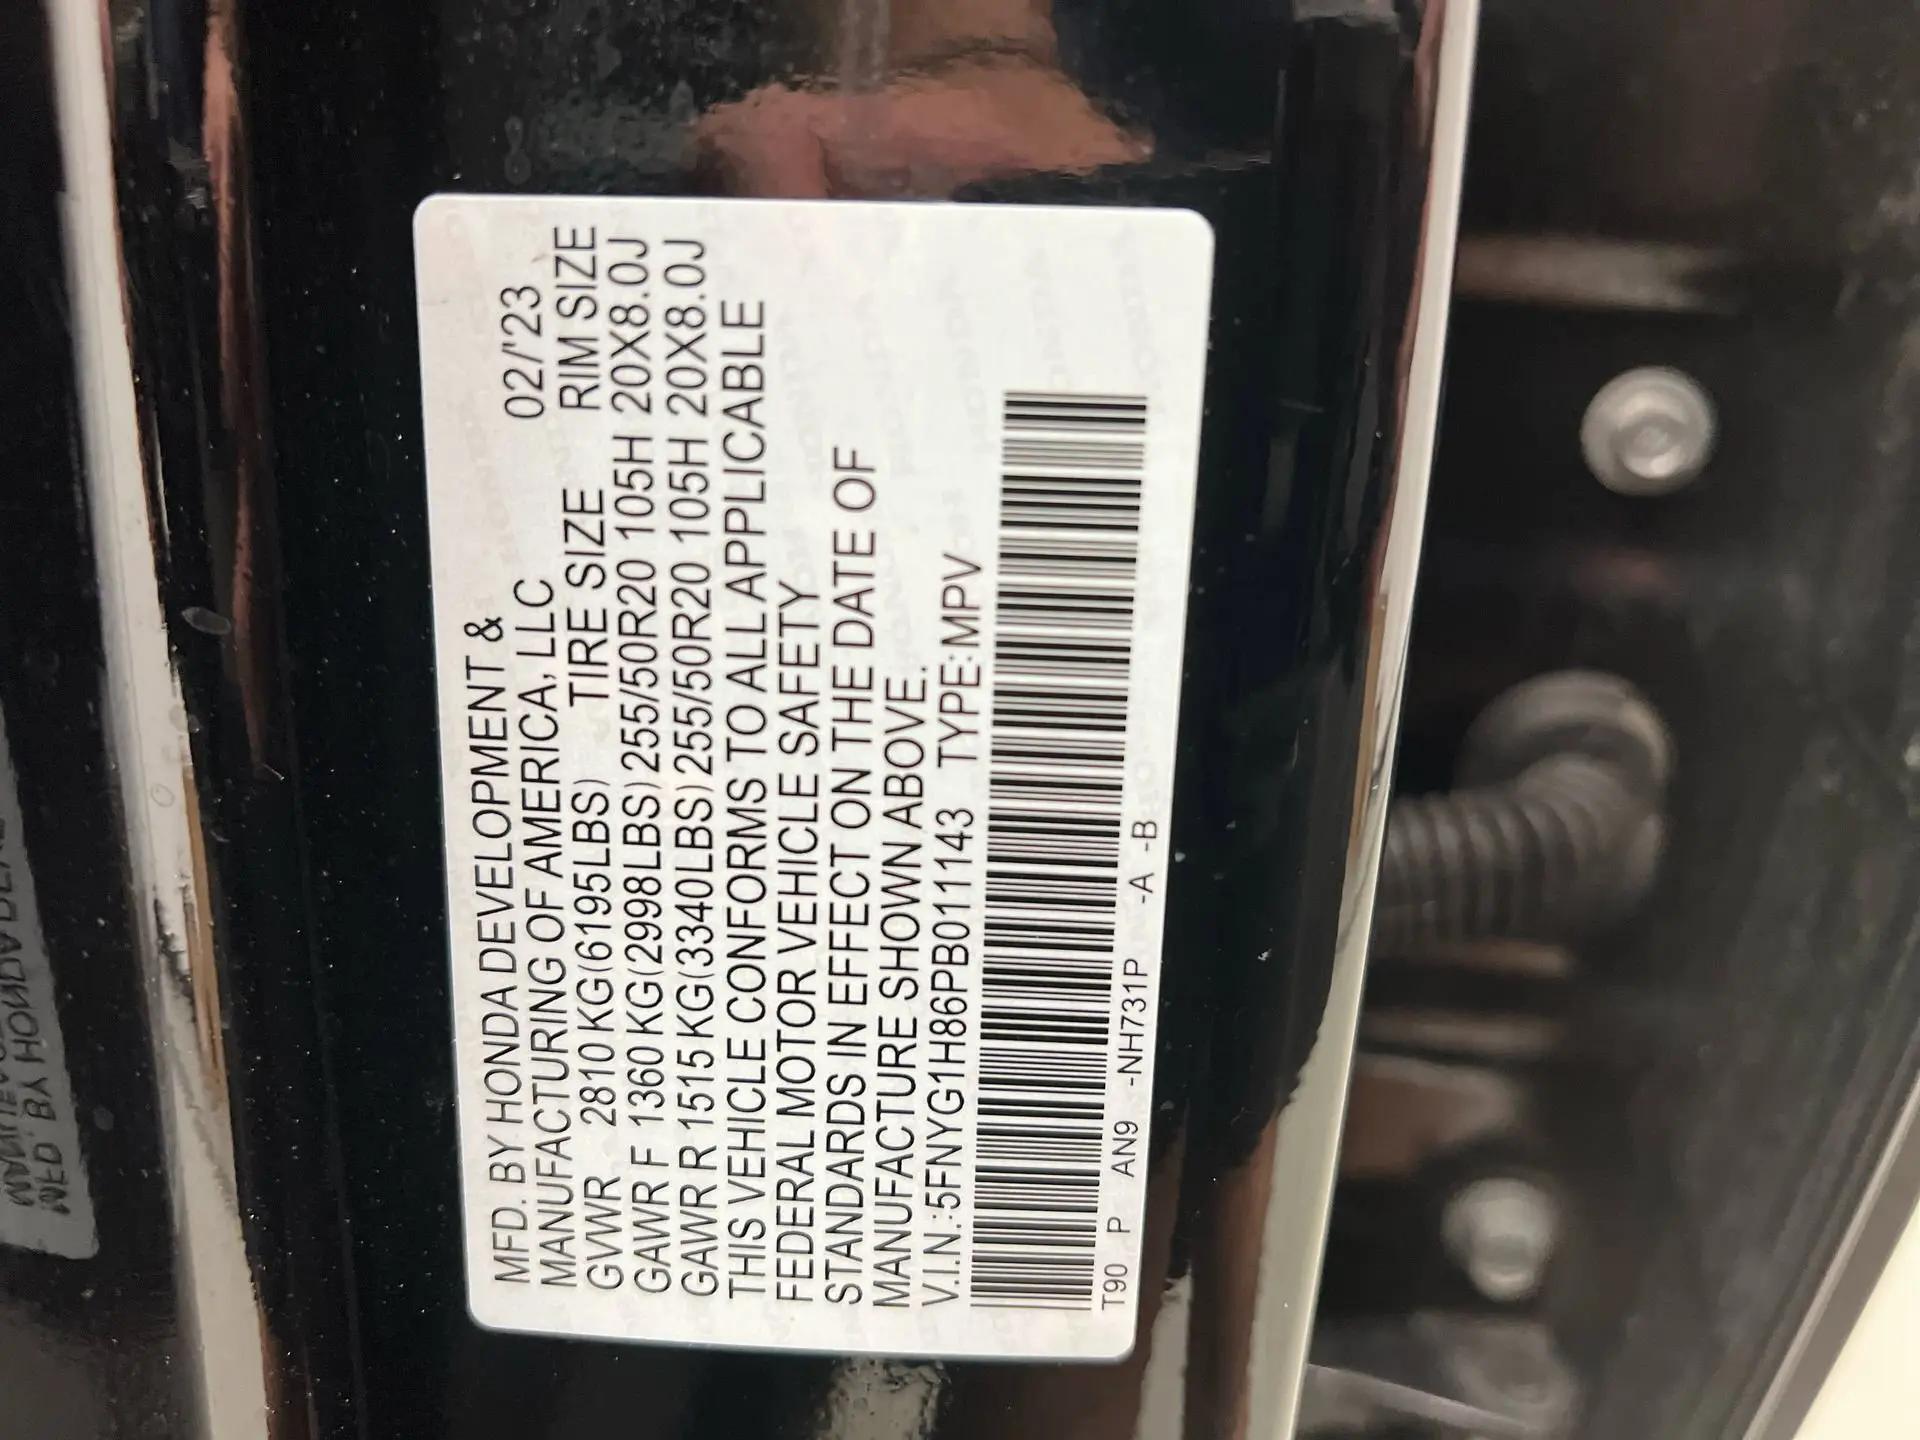 MFD. BY HONDA DEVELOPMENT &
MANUFACTURING OF AMERICA, LLC 02/'23
GVWR 2810 KG(6195LBS) TIRE SIZE RIM SIZE
GAWR F 1360 KG(2998LBS) 255/50R20 105H 20X8.0J
GAWR R 1515 KG(3340LBS) 255/50R20 105H 20X8.0J
THIS VEHICLE CONFORMS TO ALL APPLICABLE
FEDERAL MOTOR VEHICLE SAFETY
STANDARDS IN EFFECT ON THE DATE OF
MANUFACTURE SHOWN ABOVE.
V.I.N.:5FNYG1H86PB011143 TYPE:MPV
T90 P AN9 -NH731P -A -B
MFD. BY HONDA